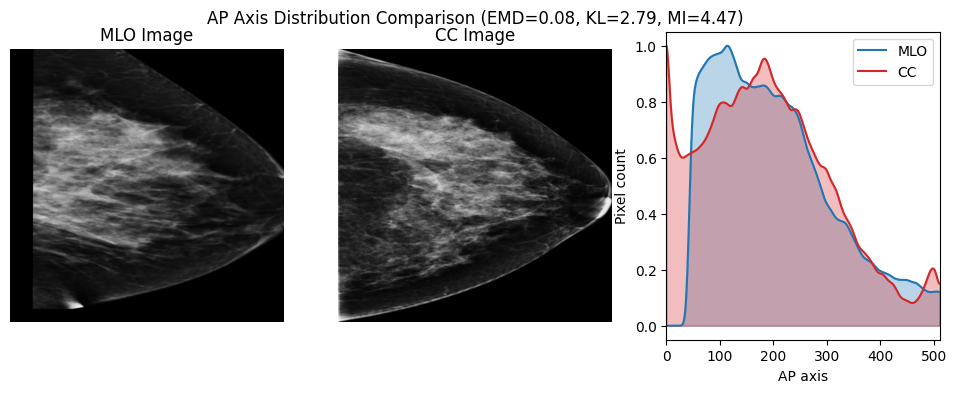 AP Axis Distribution Comparison (EMD=0.08, KL=2.79, MI=4.47)
MLO Image
CC Image
MLO
CC
Pixel count
1.0
0.8
0.6
0.4
0.2
0.0
0 100 200 300 400 500
AP axis